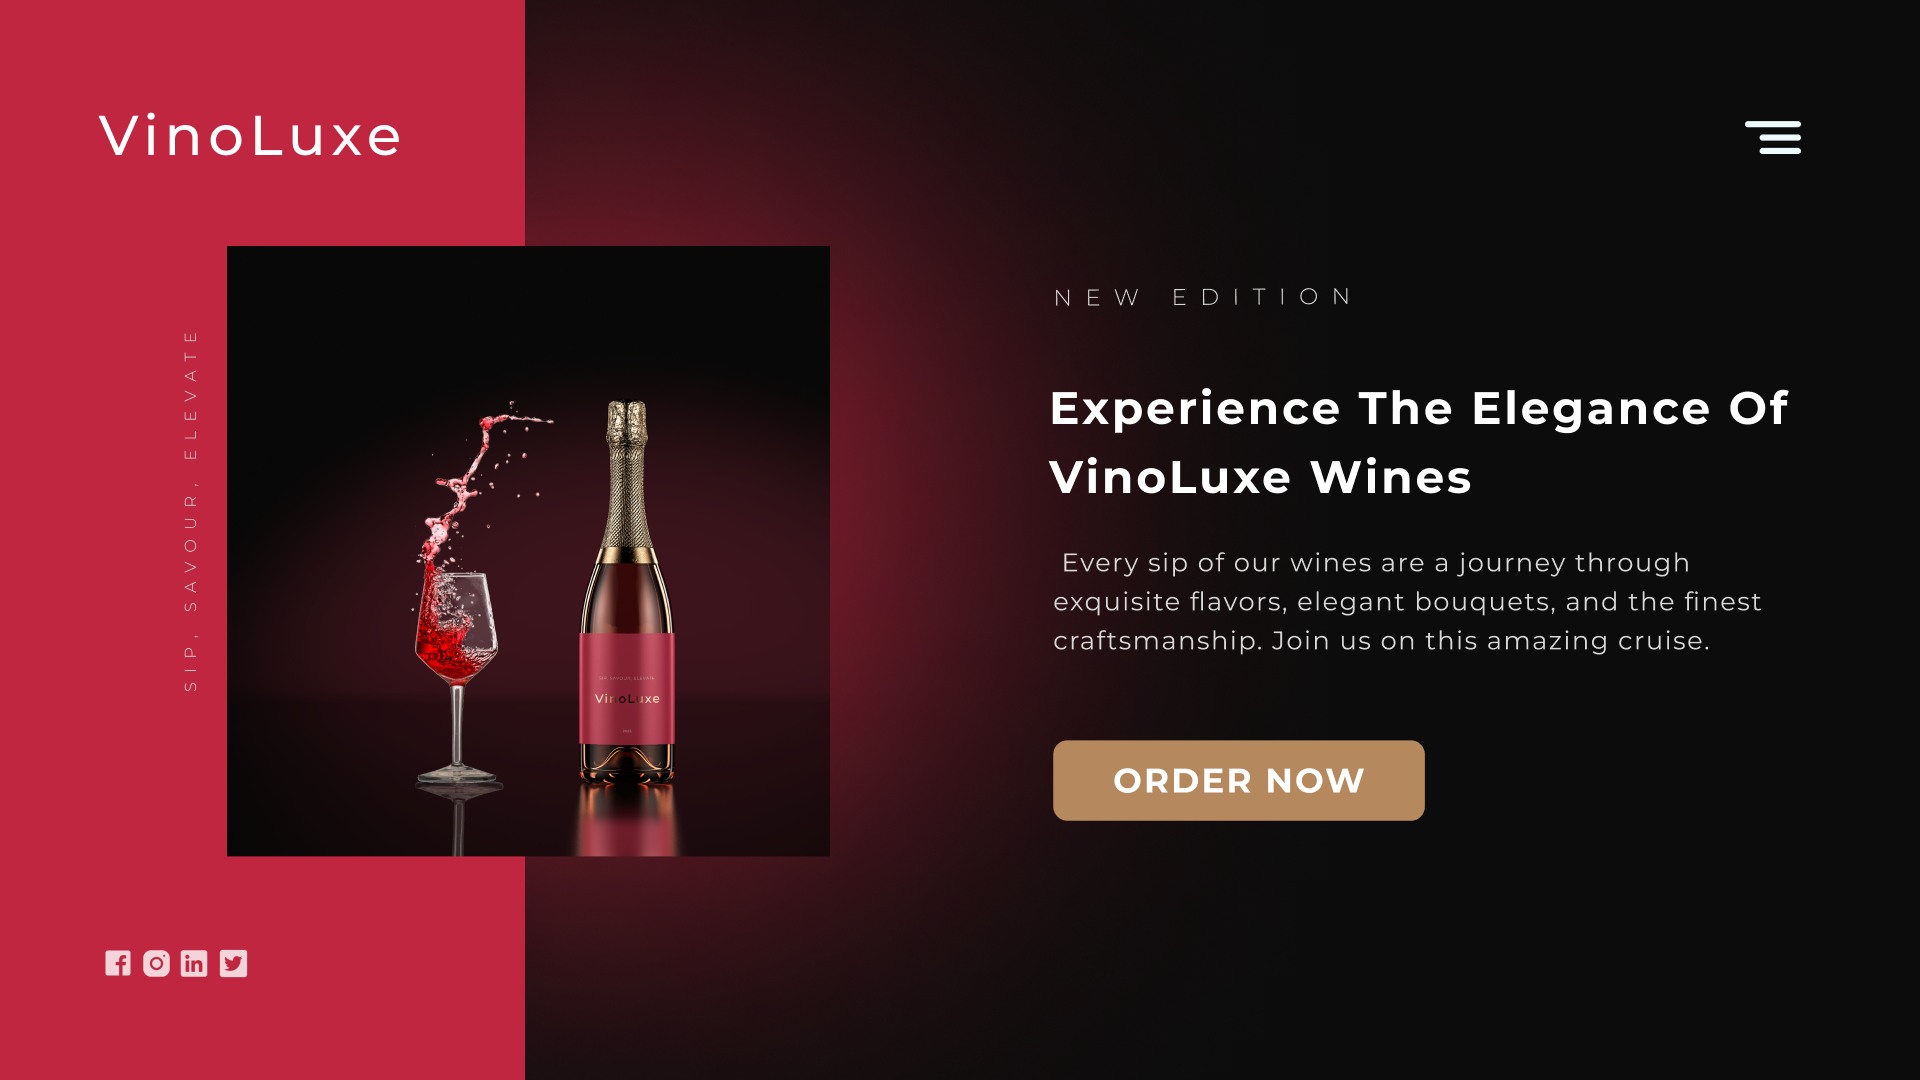 VinoLuxe
NEW EDITION
Experience The Elegance Of
VinoLuxe Wines
Every sip of our wines are a journey through
exquisite flavors, elegant bouquets, and the finest
craftsmanship. Join us on this amazing cruise.
ORDER NOW
SIP, SAVOUR, ELEVATE
VinoLuxe